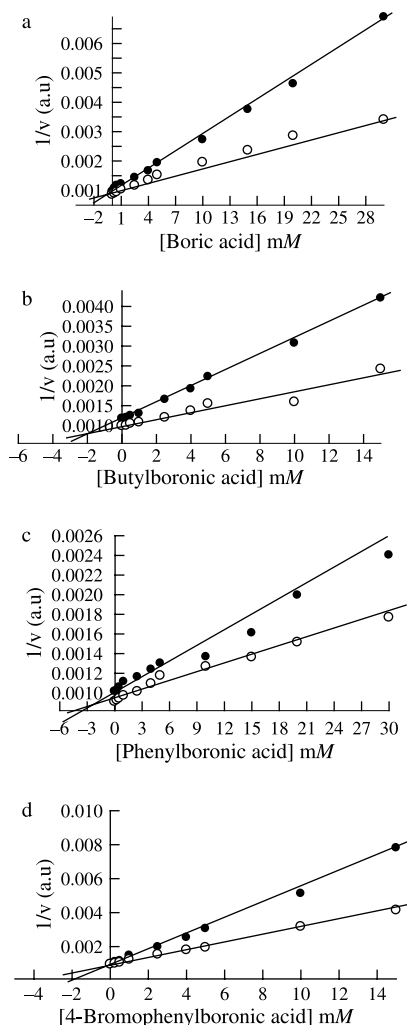 a
0.006
0.005
0.003
0.002
0.001
1/v (a.u)
−2 1 4 7 10 13 16 19 22 28
[Boric acid] mM
b
0.0040
0.0035
0.0030
0.0025
0.0020
0.0015
0.0010
1/v (a.u)
−6 −4 −2 0 2 4 6 8 10 12 14
[Butylboronic acid] mM
c
0.0026
0.0024
0.0022
0.0020
0.0018
0.0016
0.0014
0.0012
0.0010
1/v (a.u)
−6 −3 0 3 6 9 12 15 18 21 24 27 30
[Phenylboronic acid] mM
d
0.010
0.008
0.006
0.004
0.002
1/v (a.u)
−4 −2 0 2 4 6 8 10 12 14
[4-Bromophenylboronic acid] mM